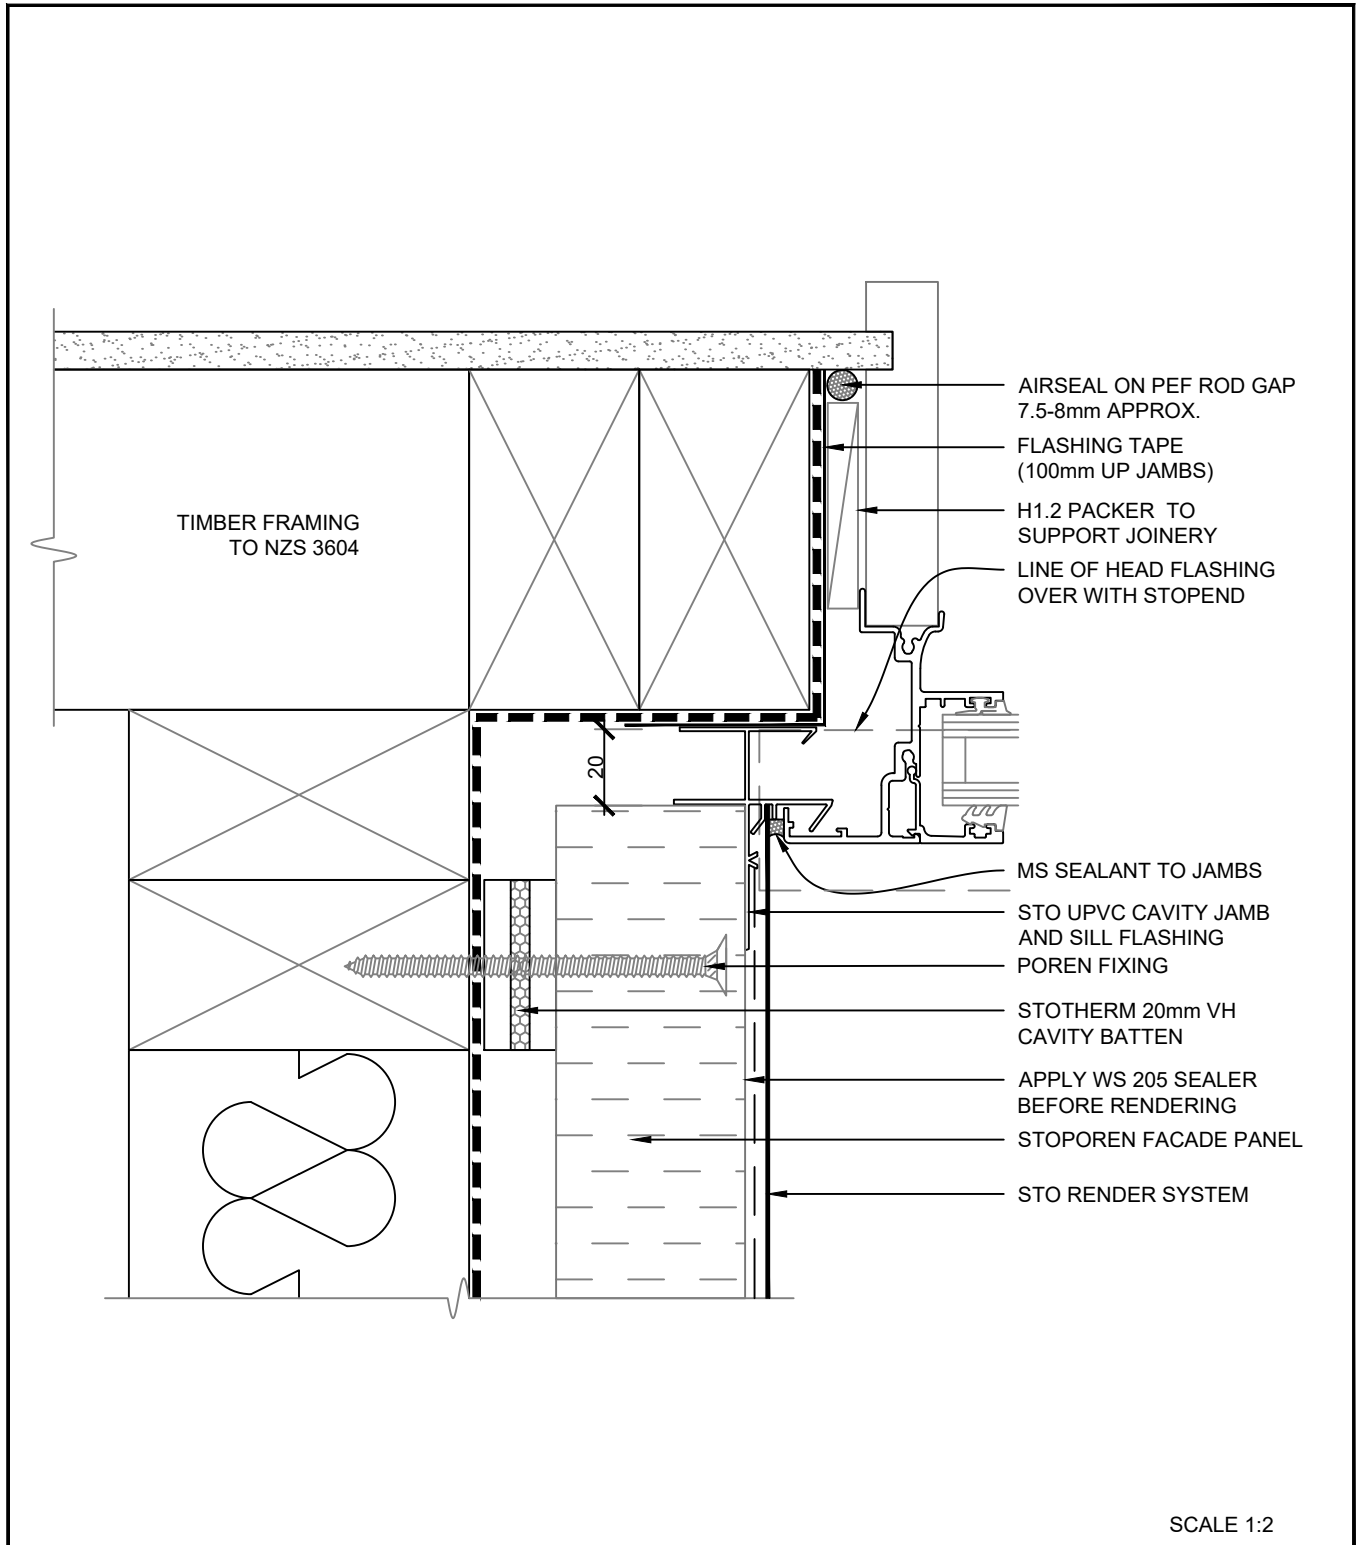 AIRSEAL ON PEF ROD GAP
7.5-8mm APPROX.
FLASHING TAPE
(100mm UP JAMBS)
H1.2 PACKER TO
SUPPORT JOINERY
LINE OF HEAD FLASHING
OVER WITH STOPEND
TIMBER FRAMING
TO NZS 3604
20
MS SEALANT TO JAMBS
STO UPVC CAVITY JAMB
AND SILL FLASHING
POREN FIXING
STOTHERM 20mm VH
CAVITY BATTEN
APPLY WS 205 SEALER
BEFORE RENDERING
STOPOREN FACADE PANEL
STO RENDER SYSTEM
SCALE 1:2